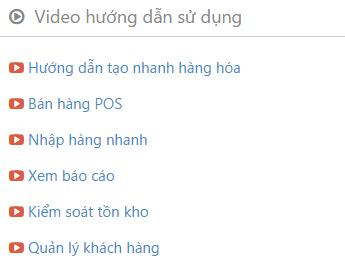 Video hướng dẫn sử dụng
Hướng dẫn tạo nhanh hàng hóa
Bán hàng POS
Nhập hàng nhanh
Xem báo cáo
Kiểm soát tồn kho
Quản lý khách hàng